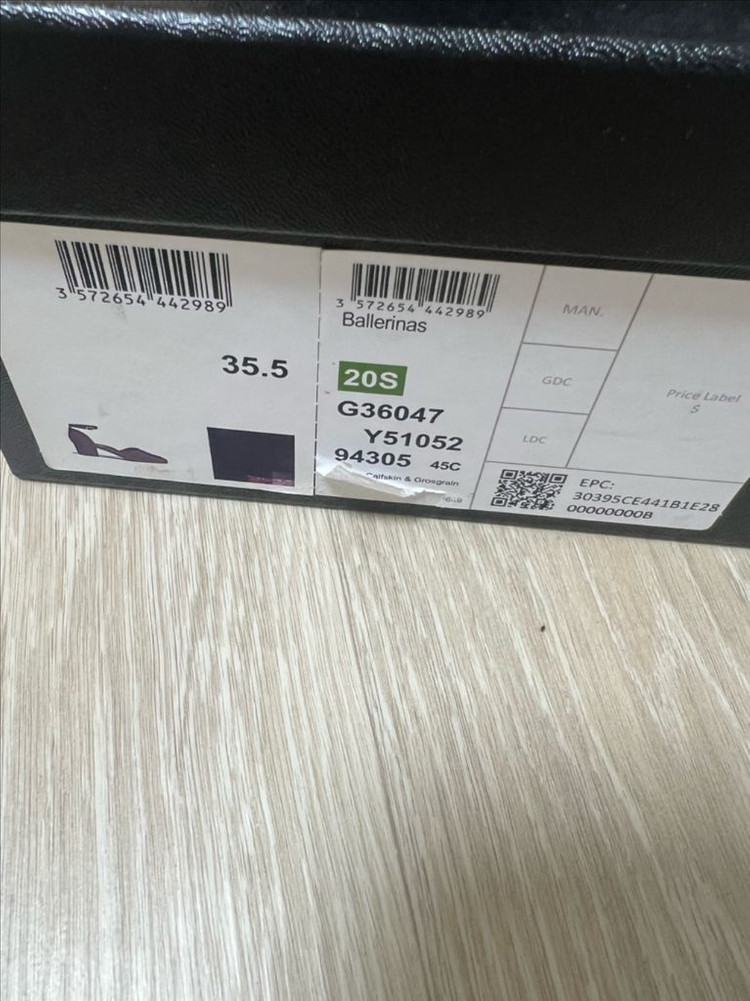 3 572654 442989
35.5
3 572654 442989
Ballerinas
20S
G36047
Y51052
94305 45C
Calfskin & Grosgrain
MAN.
GDC
LDC
Price Label
S
EPC:
30395CE441B1E28
00000000B